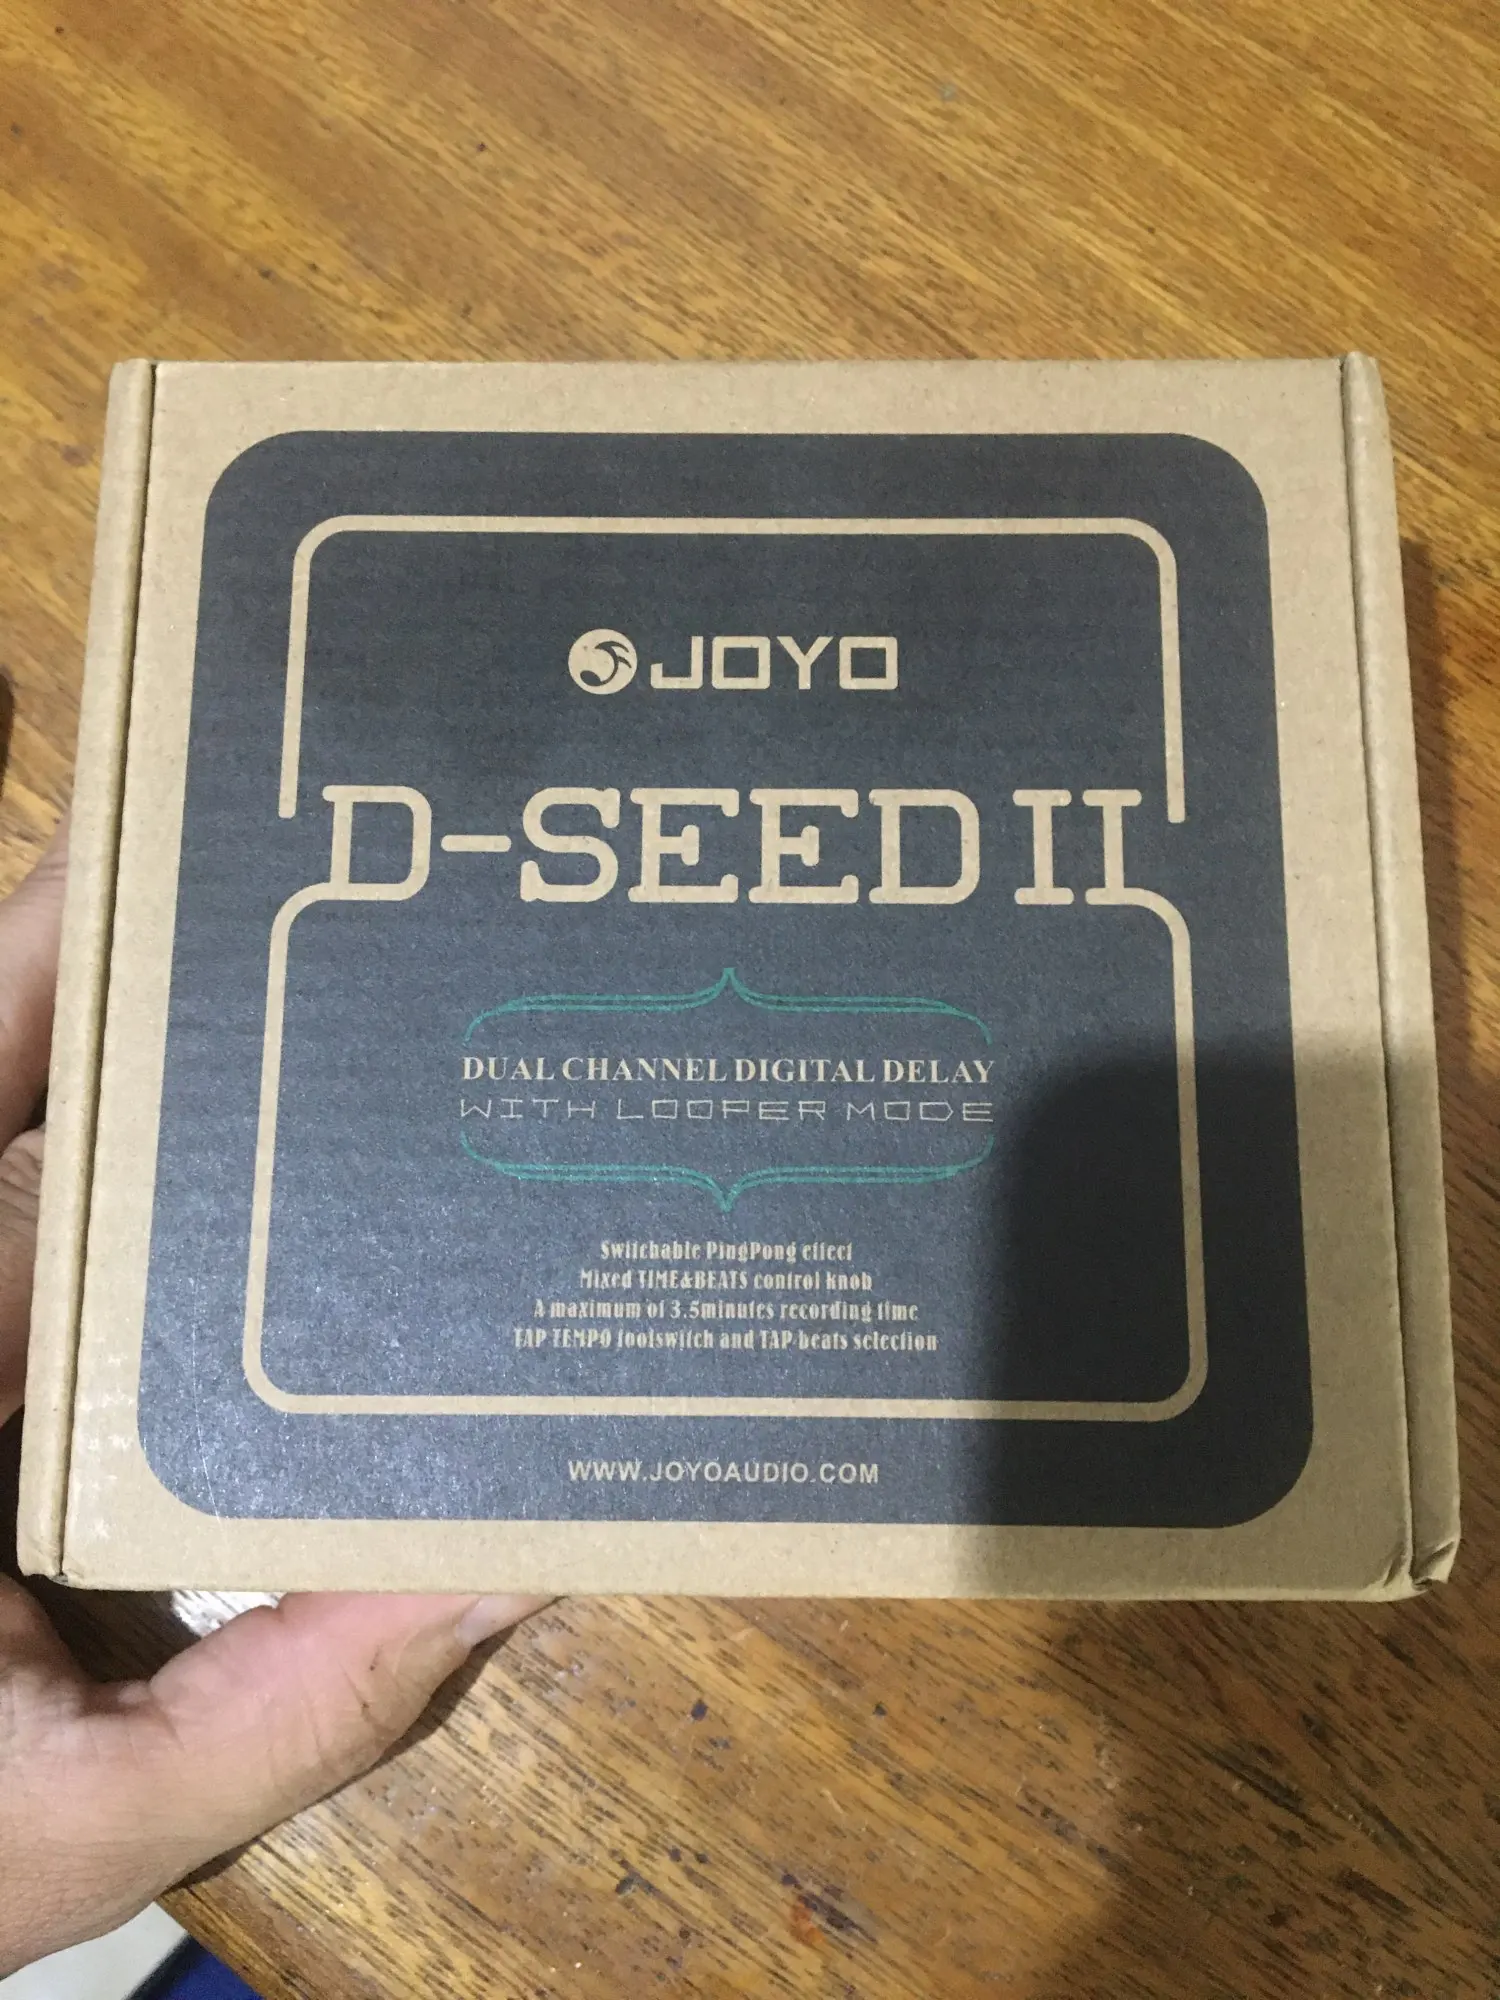 JOYO
D-SEED II
DUAL CHANNEL DIGITAL DELAY
WITH LOOPER MODE
Switchable PingPong effect
Mixed TIME&BEATS control knob
A maximum of 3.5minutes recording time
TAP TEMPO footswitch and TAP-beats selection
WWW.JOYOAUDIO.COM